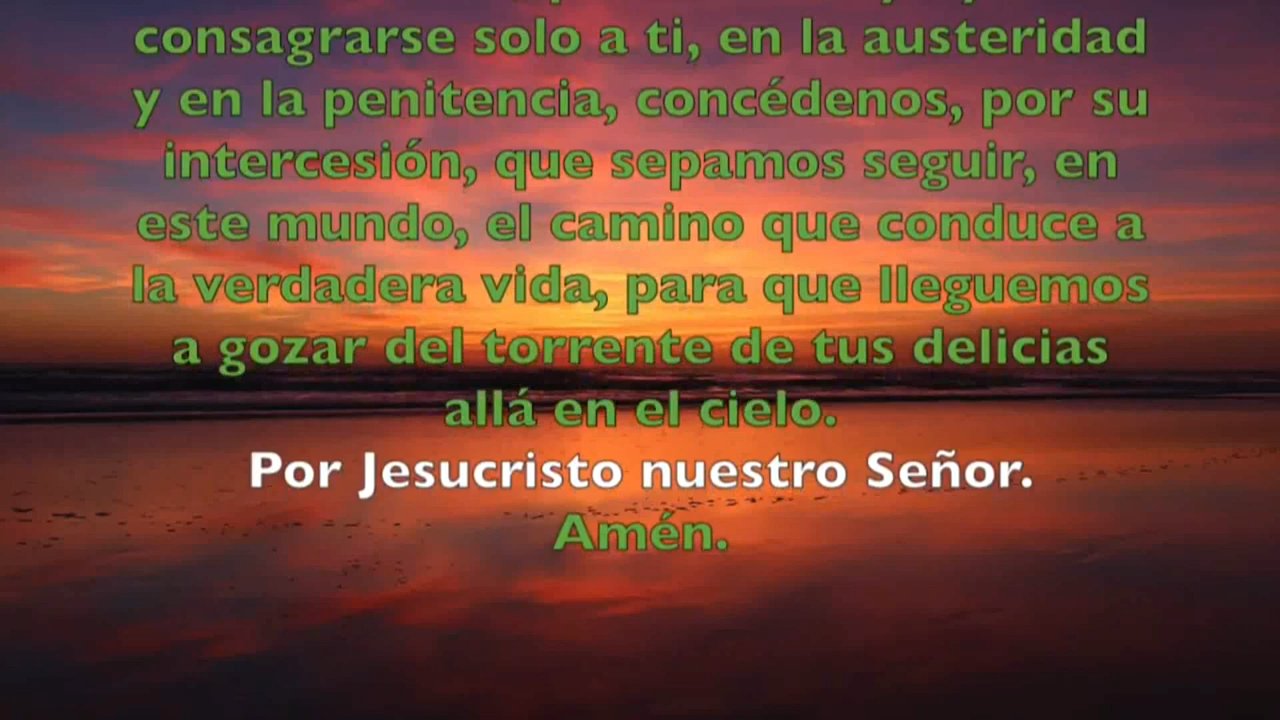 consagrarse solo a ti, en la austeridad
y en la penitencia, concédenos, por su
intercesión, que sepamos seguir, en
este mundo, el camino que conduce a
la verdadera vida, para que lleguemos
a gozar del torrente de tus delicias
allá en el cielo.
Por Jesucristo nuestro Señor.
Amén.